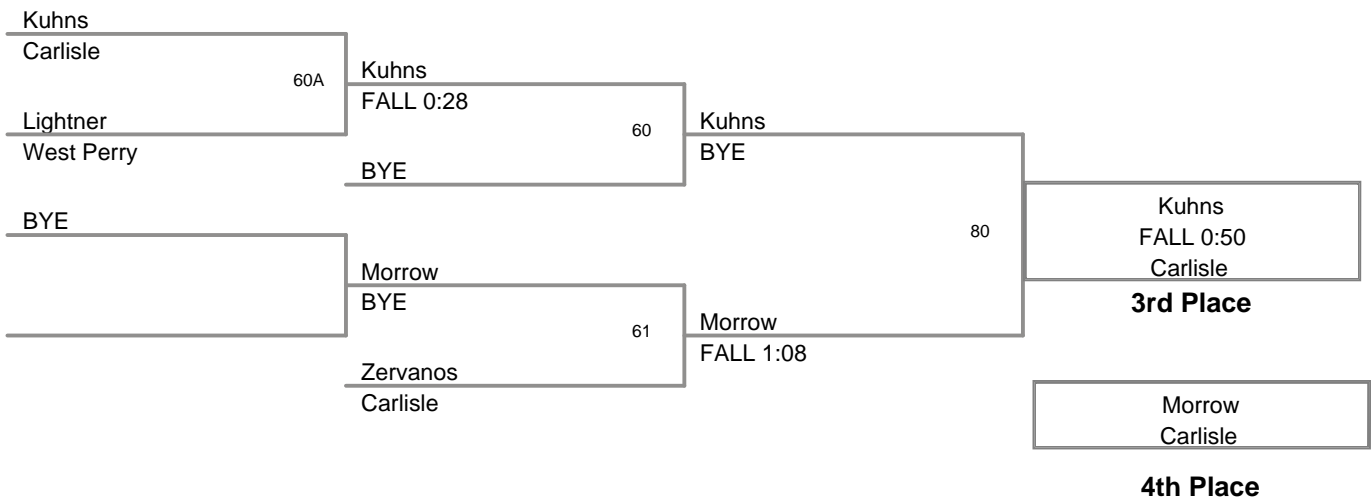 Kuhns
Carlisle
60A
Lightner
West Perry
BYE
Kuhns
FALL 0:28
BYE
60
Morrow
BYE
61
Zervanos
Carlisle
Kuhns
BYE
80
Morrow
FALL 1:08
Kuhns
FALL 0:50
Carlisle
3rd Place
Morrow
Carlisle
4th Place